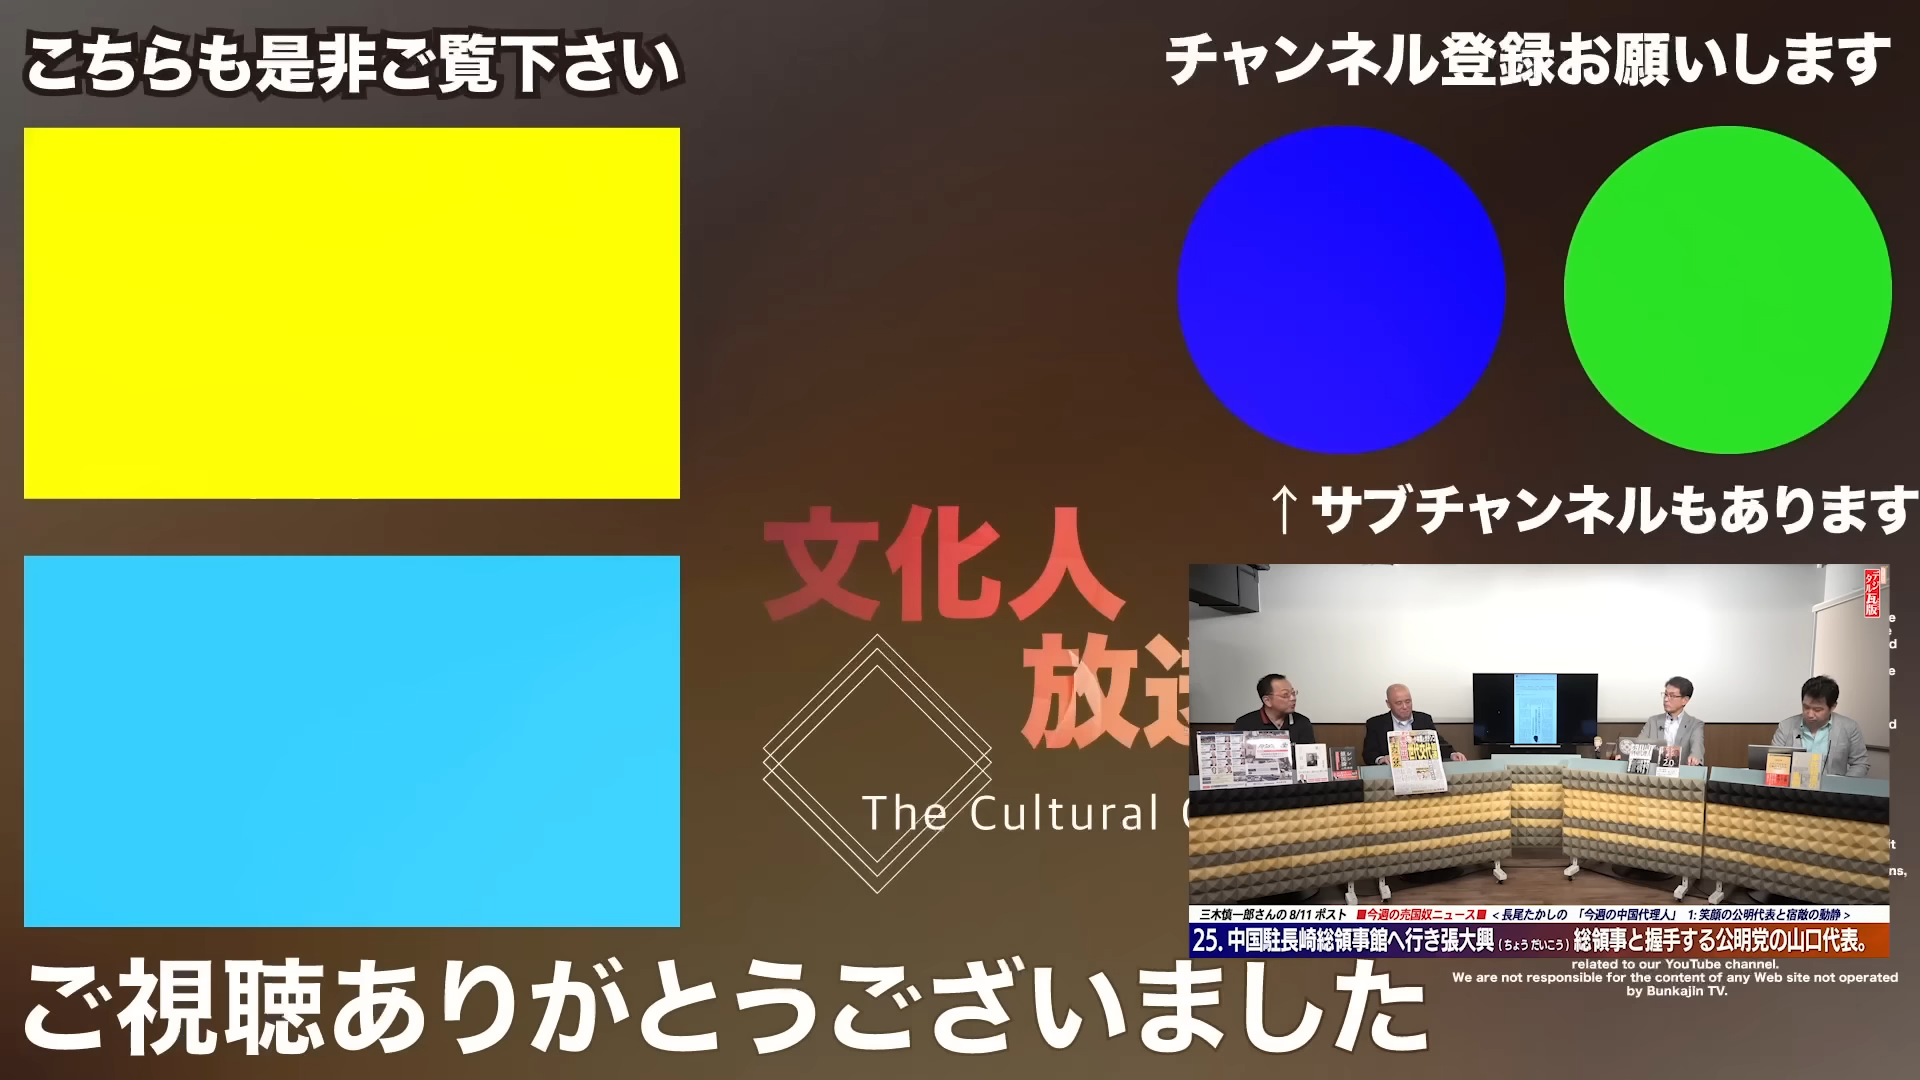 こちらも是非ご覧下さい
チャンネル登録お願いします
↑サブチャンネルもあります
文化人
放送
The Cultural
デジタル瓦版
三木慎一郎さんの8/11ポスト ■今週の売国奴ニュース■ <長尾たかしの 「今週の中国代理人」 1:笑顔の公明代表と宿敵の動静>
25.中国駐長崎総領事館へ行き張大興(ちょう だいこう)総領事と握手する公明党の山口代表。
related to our YouTube channel.
We are not responsible for the content of any Web site not operated
by Bunkajin TV.
ご視聴ありがとうございました